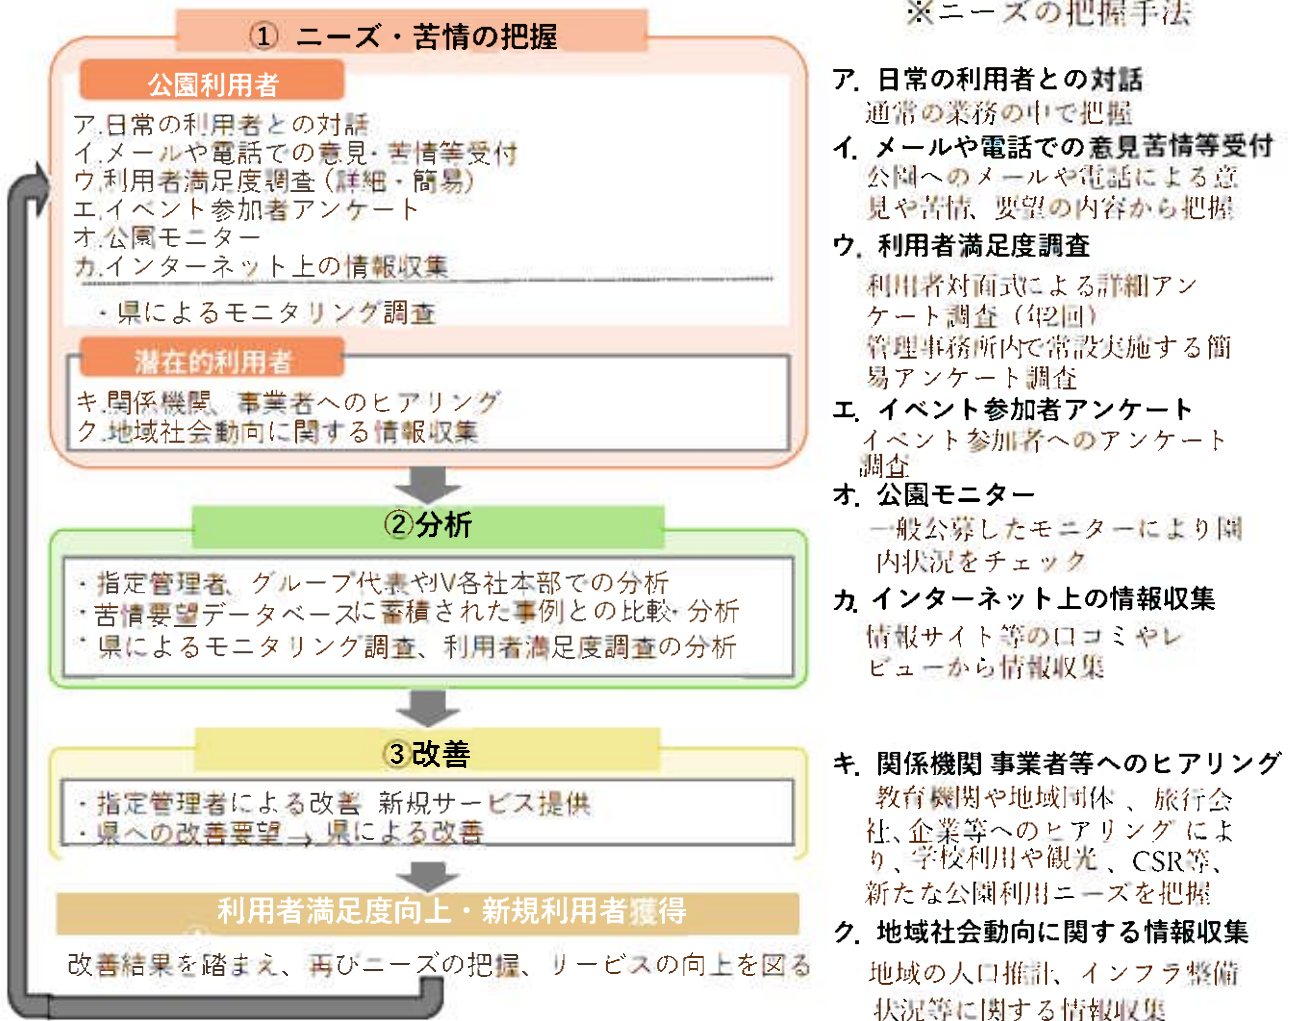 ① ニーズ・苦情の把握
公園利用者
ア.日常の利用者との対話
イ.メールや電話での意見・苦情等受付
ウ.利用者満足度調査(詳細・簡易)
エ.イベント参加者アンケート
オ.公園モニター
カ.インターネット上の情報収集
・県によるモニタリング調査
潜在的利用者
キ.関係機関、事業者へのヒアリング
ク.地域社会動向に関する情報収集
②分析
・指定管理者、グループ代表やJV各社本部での分析
・苦情要望データベースに蓄積された事例との比較・分析
・県によるモニタリング調査、利用者満足度調査の分析
③改善
・指定管理者による改善 新規サービス提供
・県への改善要望→県による改善
利用者満足度向上・新規利用者獲得
改善結果を踏まえ、再びニーズの把握、サービスの向上を図る
※ニーズの把握手法
ア. 日常の利用者との対話
通常の業務の中で把握
イ. メールや電話での意見苦情等受付
公園へのメールや電話による意
見や苦情、要望の内容から把握
ウ. 利用者満足度調査
利用者対面式による詳細アン
ケート調査(年2回)
管理事務所内で常設実施する簡
易アンケート調査
エ. イベント参加者アンケート
イベント参加者へのアンケート
調査
オ. 公園モニター
一般公募したモニターにより園
内状況をチェック
カ. インターネット上の情報収集
情報サイト等の口コミやレ
ビューから情報収集
キ. 関係機関 事業者等へのヒアリング
教育機関や地域団体、旅行会
社、企業等へのヒアリングによ
り、学校利用や観光、CSR等、
新たな公園利用ニーズを把握
ク. 地域社会動向に関する情報収集
地域の人口推計、インフラ整備
状況等に関する情報収集